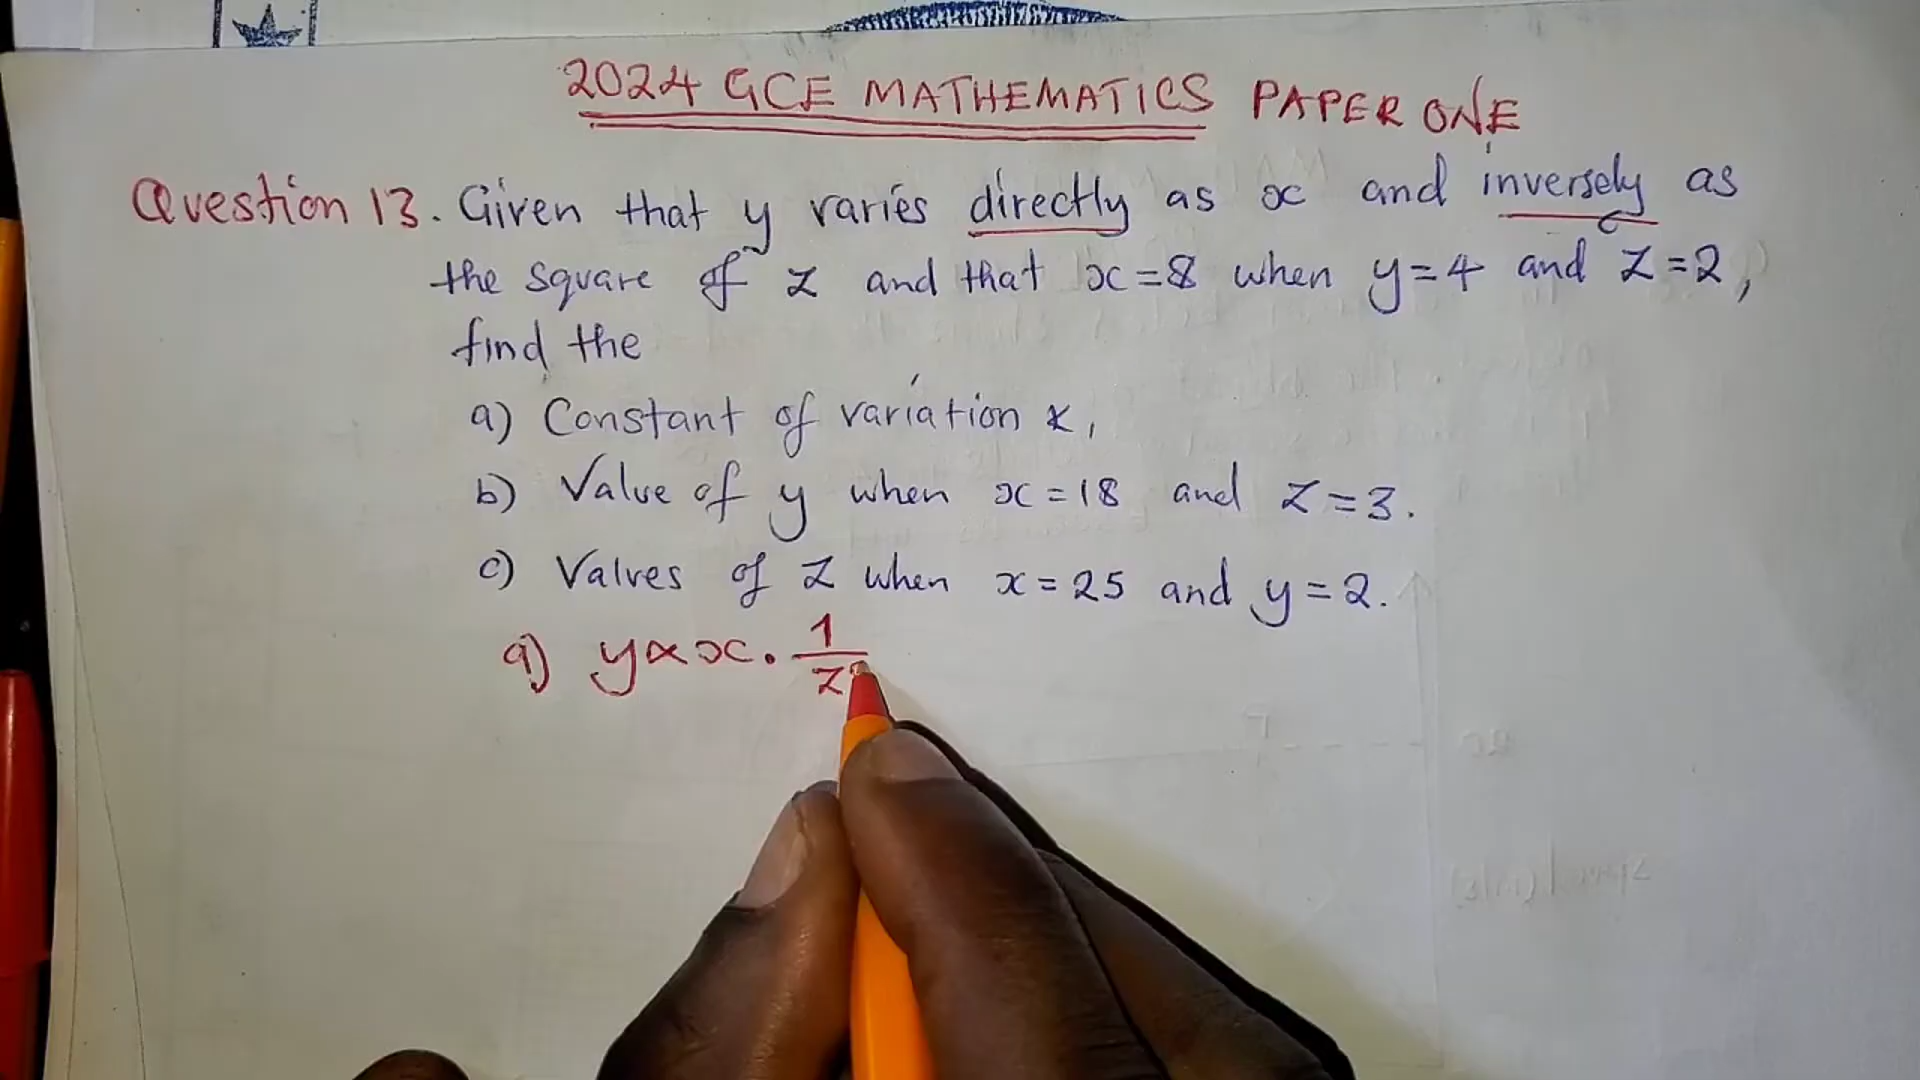 2024 GCE MATHEMATICS PAPER ONE
Question 13. Given that y varies directly as x and inversely as
the square of z and that x=8 when y=4 and z=2,
find the
a) Constant of variation k,
b) Value of y when x=18 and z=3.
c) Values of z when x=25 and y=2.
a) y∝x·1/z²